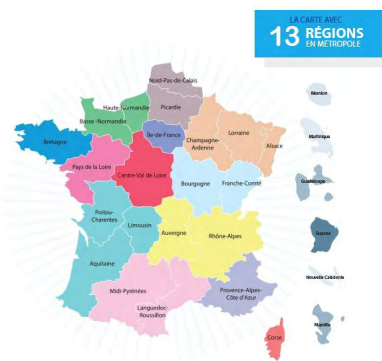 LA CARTE AVEC
13 RÉGIONS
EN MÉTROPOLE
Nord-Pas-de-Calais
Haute-Normandie
Picardie
Basse-Normandie
Île-de-France
Champagne-
Ardenne
Lorraine
Alsace
Bretagne
Pays de la Loire
Centre-Val de Loire
Bourgogne
Franche-Comté
Poitou-
Charentes
Limousin
Auvergne
Rhône-Alpes
Aquitaine
Midi-Pyrénées
Languedoc-
Roussillon
Provence-Alpes-
Côte d'Azur
Corse
Réunion
Martinique
Guadeloupe
Guyane
Nouvelle Calédonie
Mayotte